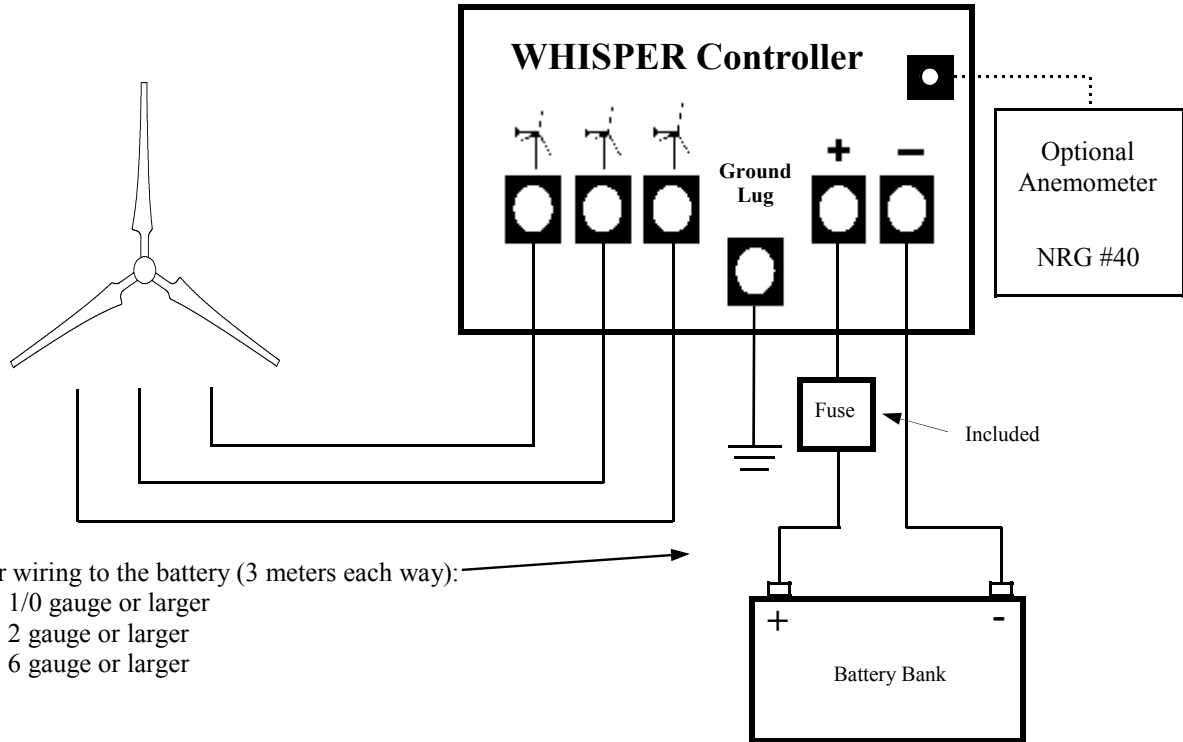 WHISPER Controller
Ground
Lug
+
−
Optional
Anemometer
NRG #40
Fuse
Included
r wiring to the battery (3 meters each way):
1/0 gauge or larger
2 gauge or larger
6 gauge or larger
+
-
Battery Bank